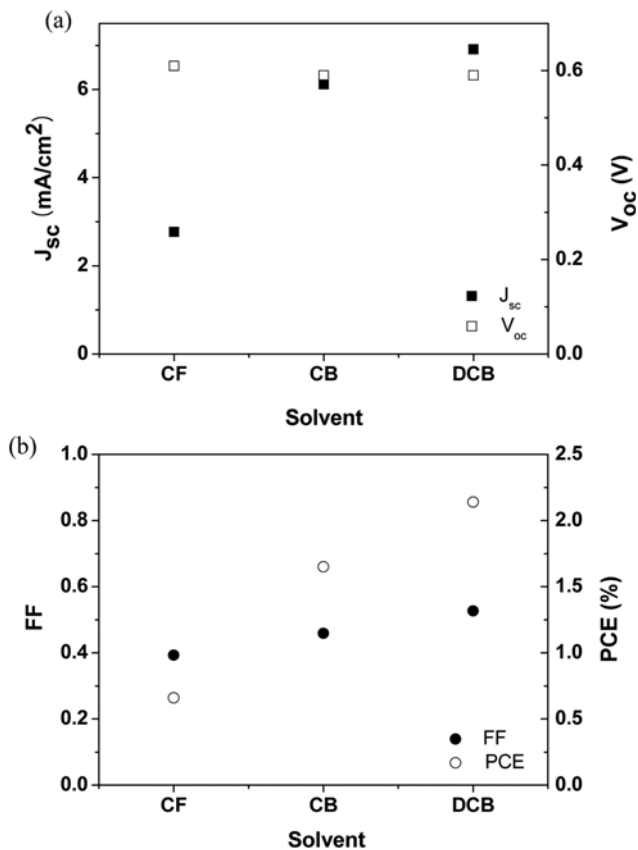 (a)
J_SC (mA/cm²)
6
4
2
0
0.6
0.4
0.2
0.0
V_OC (V)
J_sc
V_oc
CF CB DCB
Solvent
(b)
FF
1.0
0.8
0.6
0.4
0.2
0.0
2.5
2.0
1.5
1.0
0.5
0.0
PCE (%)
FF
PCE
CF CB DCB
Solvent